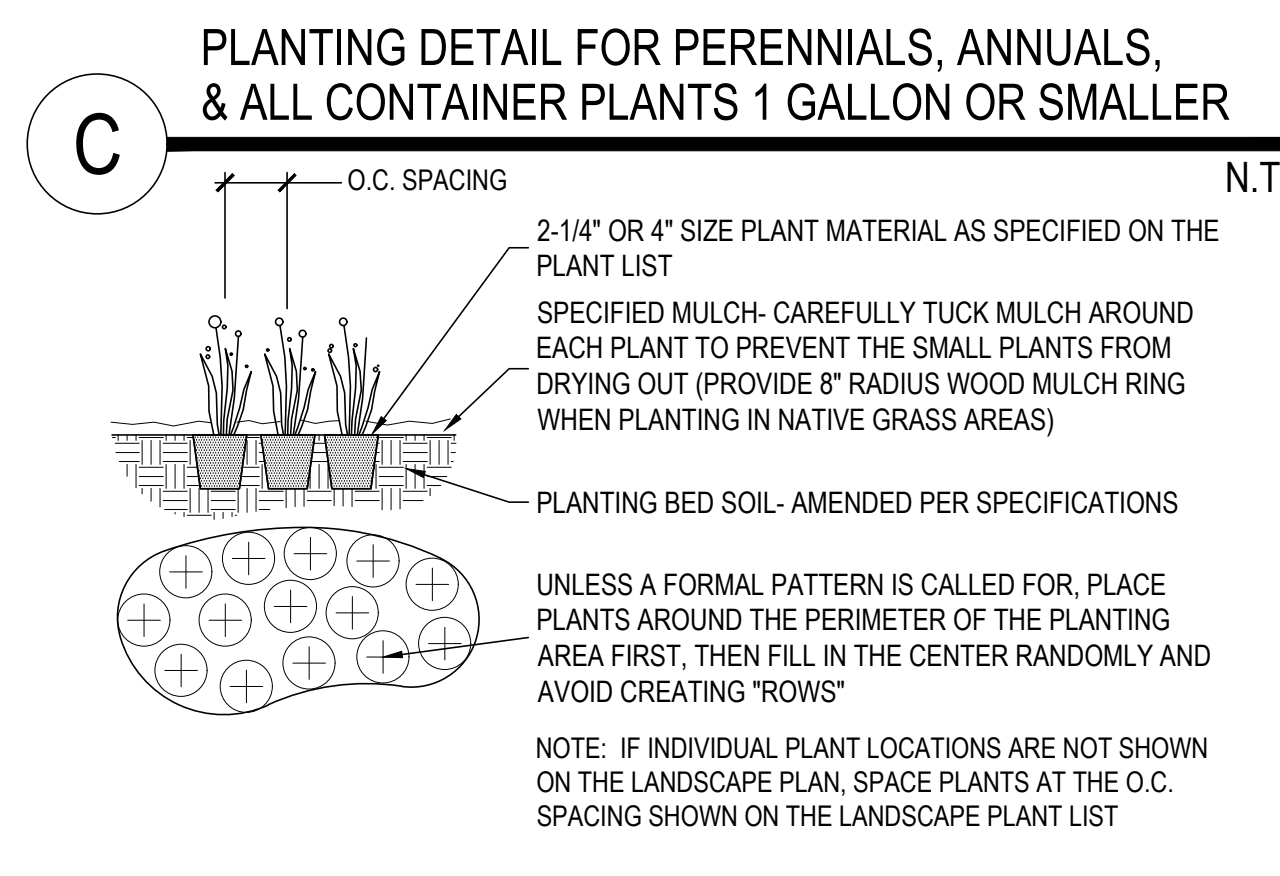 PLANTING DETAIL FOR PERENNIALS, ANNUALS,
& ALL CONTAINER PLANTS 1 GALLON OR SMALLER
C
N.T
O.C. SPACING
2-1/4" OR 4" SIZE PLANT MATERIAL AS SPECIFIED ON THE
PLANT LIST
SPECIFIED MULCH- CAREFULLY TUCK MULCH AROUND
EACH PLANT TO PREVENT THE SMALL PLANTS FROM
DRYING OUT (PROVIDE 8" RADIUS WOOD MULCH RING
WHEN PLANTING IN NATIVE GRASS AREAS)
PLANTING BED SOIL- AMENDED PER SPECIFICATIONS
UNLESS A FORMAL PATTERN IS CALLED FOR, PLACE
PLANTS AROUND THE PERIMETER OF THE PLANTING
AREA FIRST, THEN FILL IN THE CENTER RANDOMLY AND
AVOID CREATING "ROWS"
NOTE: IF INDIVIDUAL PLANT LOCATIONS ARE NOT SHOWN
ON THE LANDSCAPE PLAN, SPACE PLANTS AT THE O.C.
SPACING SHOWN ON THE LANDSCAPE PLANT LIST